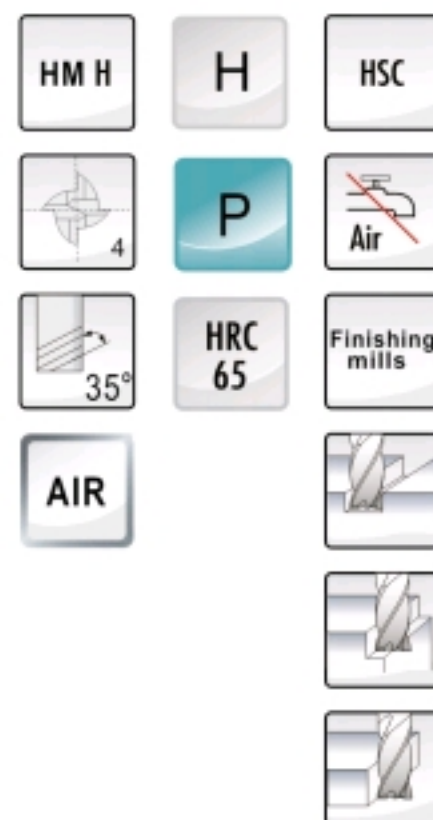 HM H
H
HSC
4
P
Air
35°
HRC
65
Finishing
mills
AIR